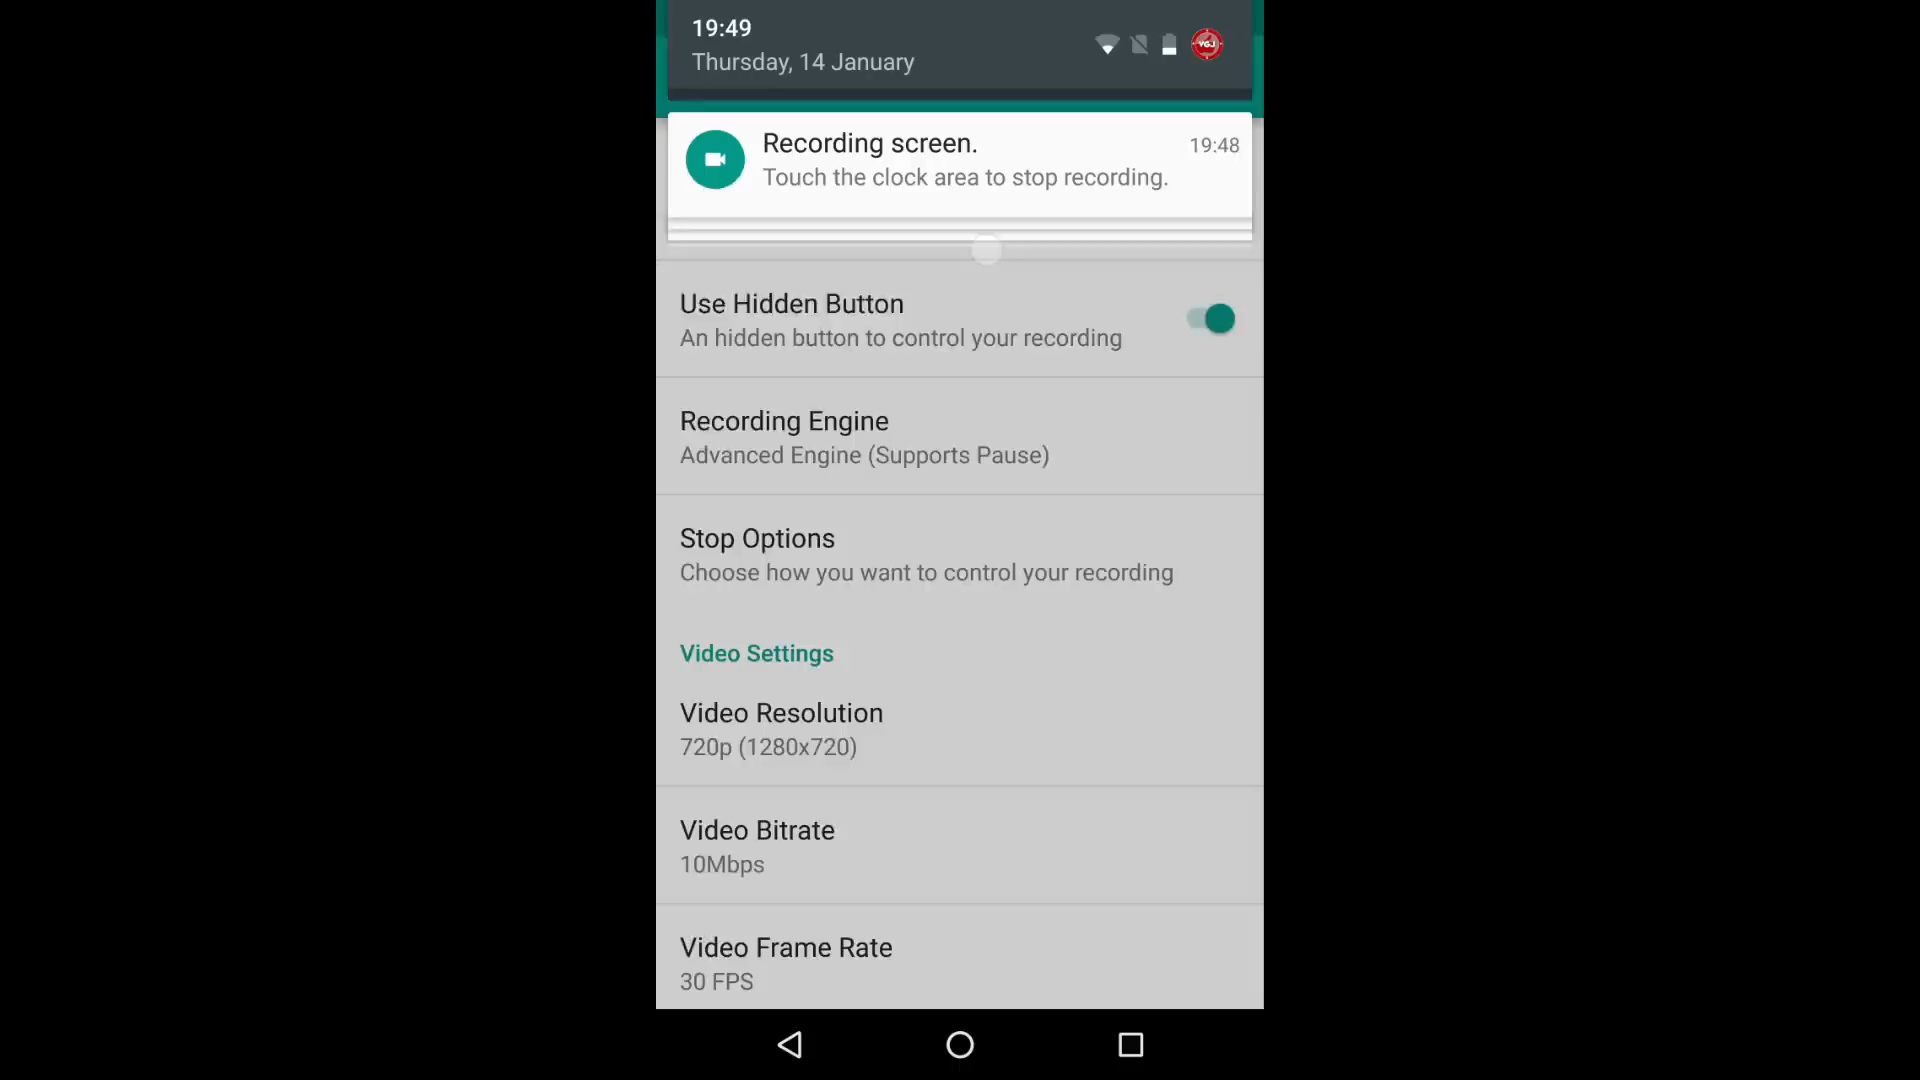 19:49
Thursday, 14 January
VGJ
Recording screen.
19:48
Touch the clock area to stop recording.
Use Hidden Button
An hidden button to control your recording
Recording Engine
Advanced Engine (Supports Pause)
Stop Options
Choose how you want to control your recording
Video Settings
Video Resolution
720p (1280x720)
Video Bitrate
10Mbps
Video Frame Rate
30 FPS